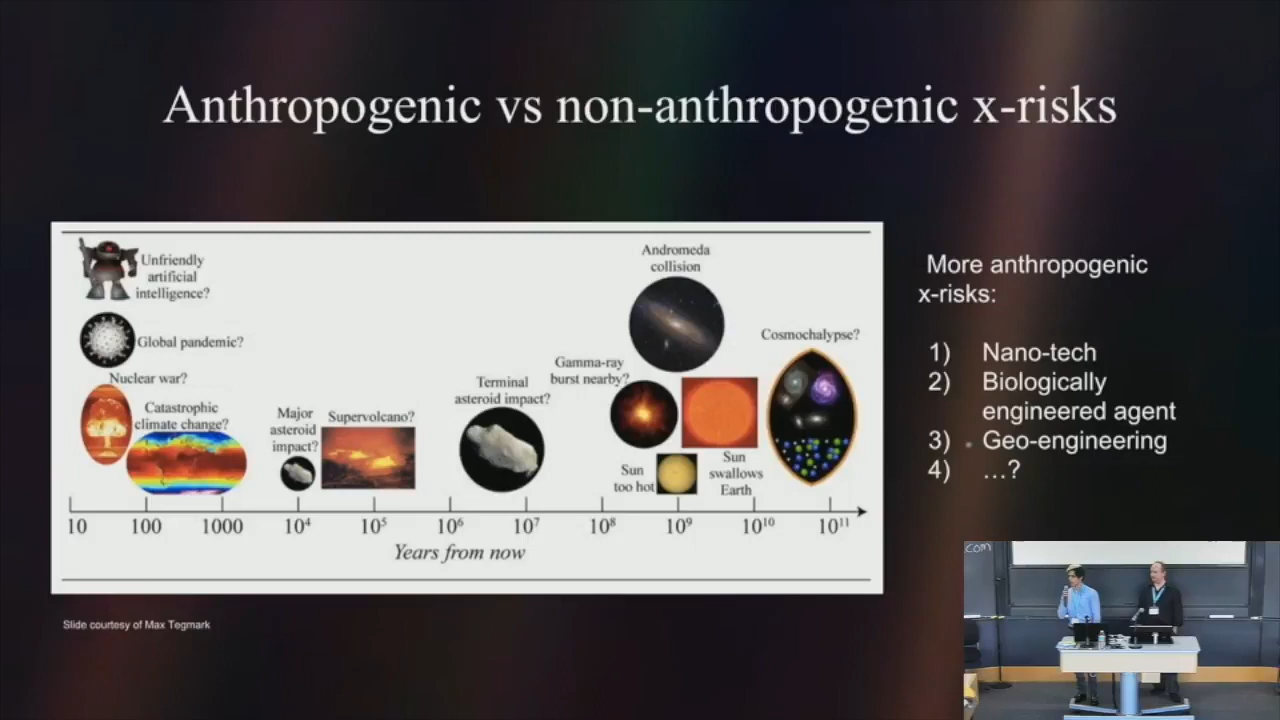 Anthropogenic vs non-anthropogenic x-risks
Unfriendly
artificial
intelligence?
Global pandemic?
Nuclear war?
Catastrophic
climate change?
Major
asteroid
impact?
Supervolcano?
Terminal
asteroid impact?
Gamma-ray
burst nearby?
Andromeda
collision
Sun
too hot
Sun
swallows
Earth
Cosmochalypse?
10 100 1000 10⁴ 10⁵ 10⁶ 10⁷ 10⁸ 10⁹ 10¹⁰ 10¹¹
Years from now
Slide courtesy of Max Tegmark
More anthropogenic
x-risks:
1) Nano-tech
2) Biologically
engineered agent
3) Geo-engineering
4) ...?
com